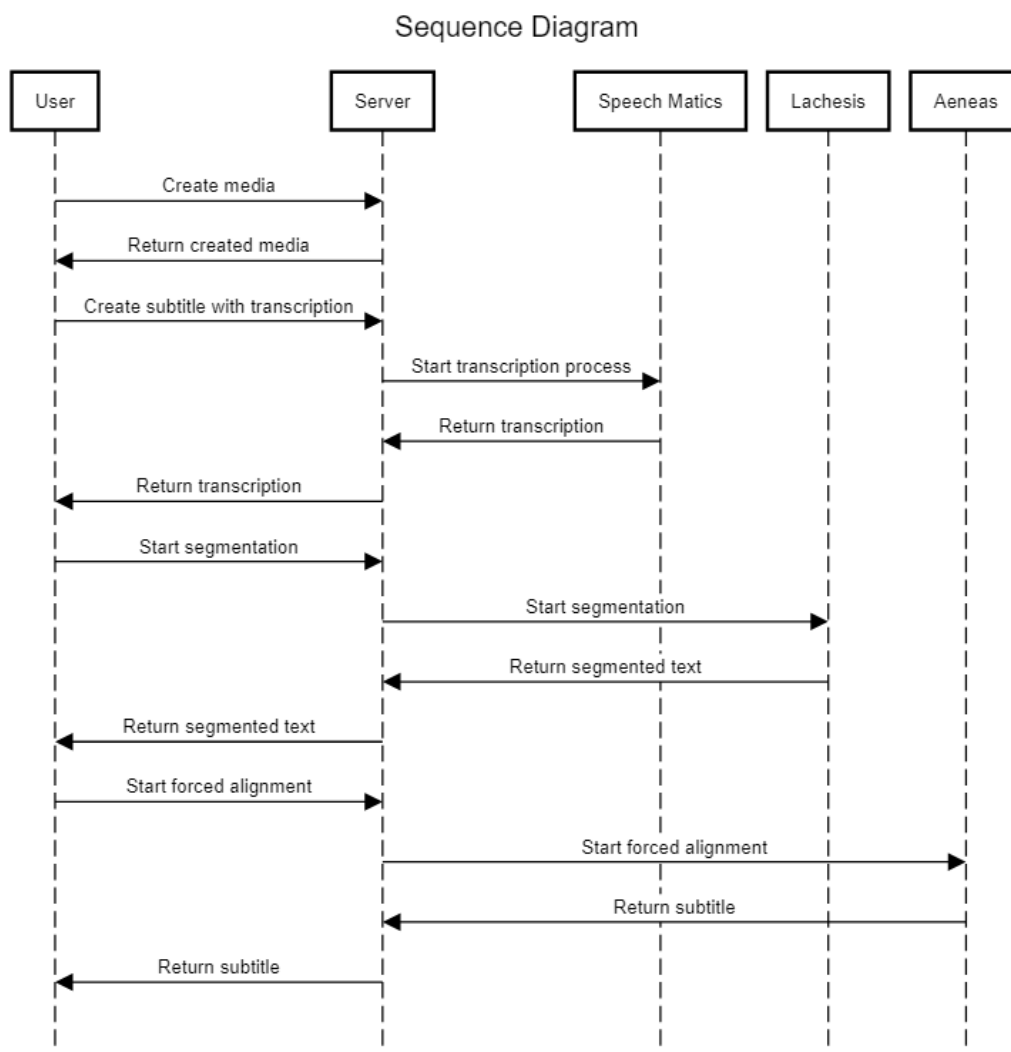 Sequence Diagram
User
Server
Speech Matics
Lachesis
Aeneas
Create media
Return created media
Create subtitle with transcription
Start transcription process
Return transcription
Return transcription
Start segmentation
Start segmentation
Return segmented text
Return segmented text
Start forced alignment
Start forced alignment
Return subtitle
Return subtitle